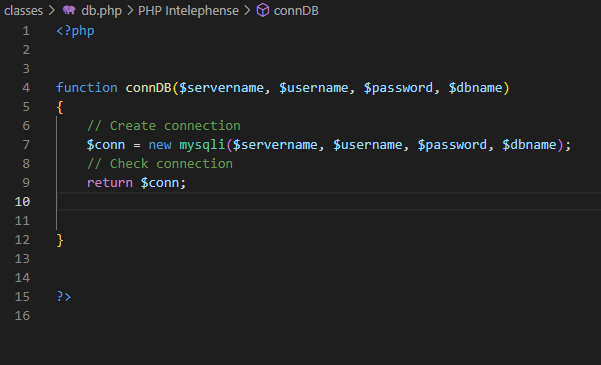 classes > db.php > PHP Intelephense > connDB
1 <?php
2
3
4 function connDB($servername, $username, $password, $dbname)
5 {
6 // Create connection
7 $conn = new mysqli($servername, $username, $password, $dbname);
8 // Check connection
9 return $conn;
10
11
12 }
13
14
15 ?>
16